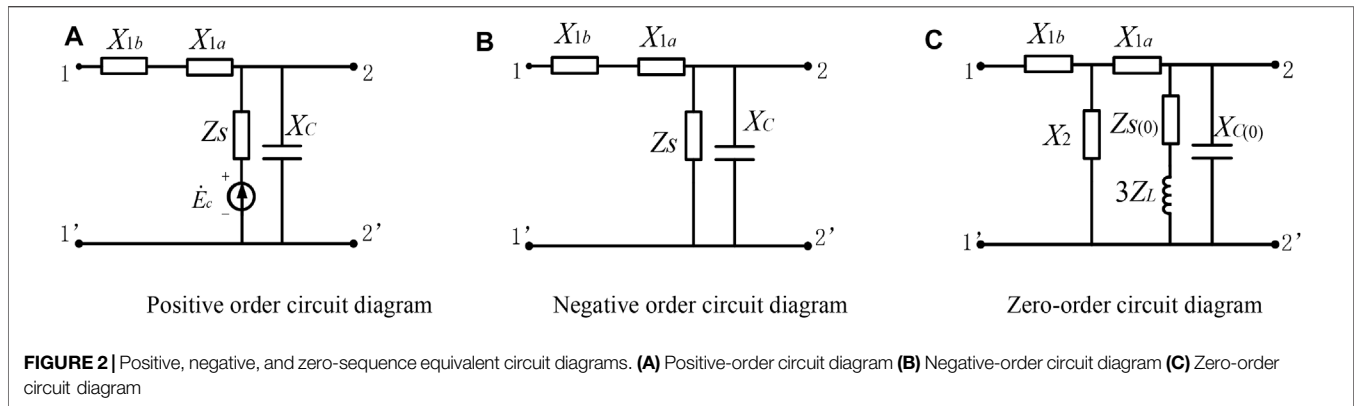 A
B
C
X1b X1a
X1b X1a
X1b X1a
1 2
1 2
1 2
ZS XC
ZS XC
X2 ZS(0) XC(0)
+
Ėc
−
3ZL
1' 2'
1' 2'
1' 2'
Positive order circuit diagram
Negative order circuit diagram
Zero-order circuit diagram
FIGURE 2 | Positive, negative, and zero-sequence equivalent circuit diagrams. (A) Positive-order circuit diagram (B) Negative-order circuit diagram (C) Zero-order
circuit diagram